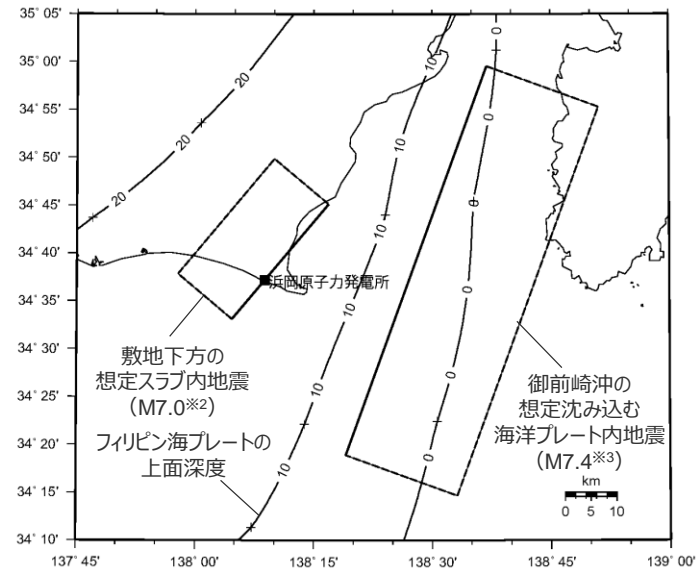 35° 05'
35° 00'
34° 55'
34° 50'
34° 45'
34° 40'
34° 35'
34° 30'
34° 25'
34° 20'
34° 15'
34° 10'
137° 45'
138° 00'
138° 15'
138° 30'
138° 45'
139° 00'
20
20
20
10
10
10
10
10
10
0
0
0
0
0
0
0
浜岡原子力発電所
敷地下方の
想定スラブ内地震
（M7.0※2）
フィリピン海プレートの
上面深度
御前崎沖の
想定沈み込む
海洋プレート内地震
（M7.4※3）
km
0 5 10